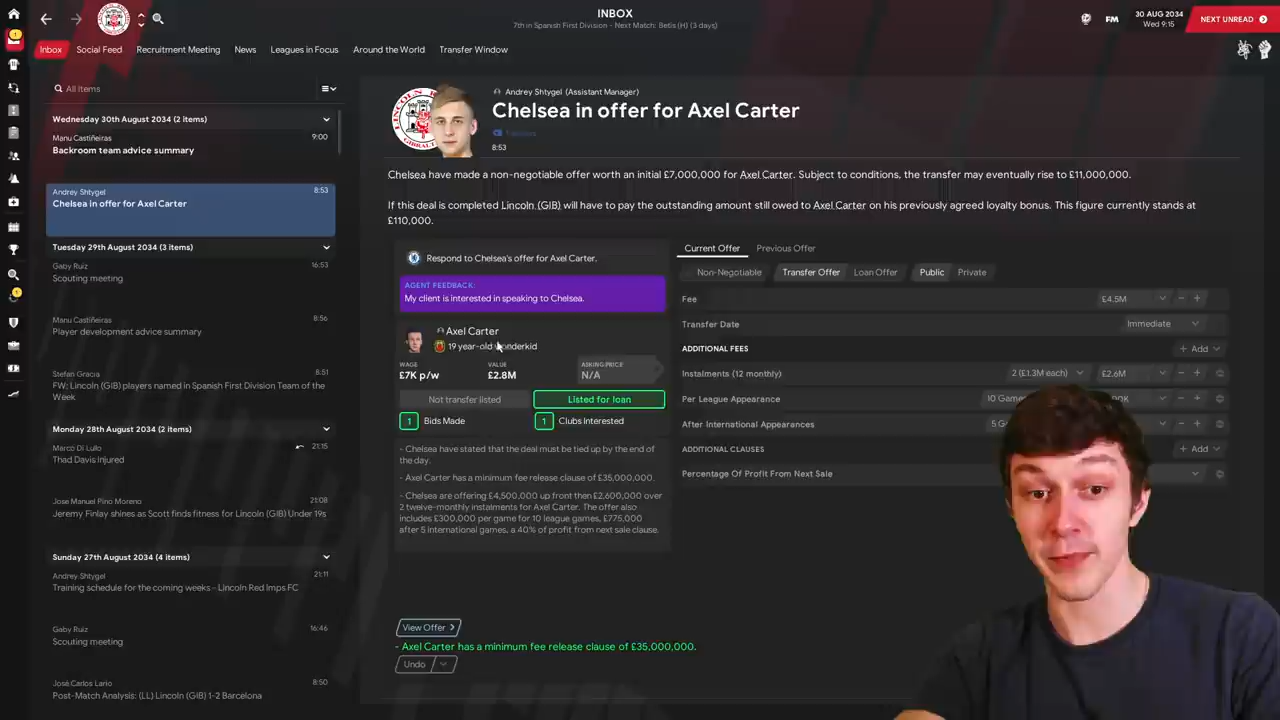 INBOX
7th in Spanish First Division - Next Match: Betis (H) (3 days)
FM
30 AUG 2034
Wed 9:15
NEXT UNREAD
Inbox
Social Feed
Recruitment Meeting
News
Leagues in Focus
Around the World
Transfer Window
All Items
Wednesday 30th August 2034 (2 items)
Manu Castiñeiras
9:00
Backroom team advice summary
Andrey Shtygel
8:53
Chelsea in offer for Axel Carter
Tuesday 29th August 2034 (3 items)
Gaby Ruiz
16:53
Scouting meeting
Manu Castiñeiras
8:56
Player development advice summary
Stefan Gracia
8:51
FW: Lincoln (GIB) players named in Spanish First Division Team of the
Week
Monday 28th August 2034 (2 items)
Marco Di Lullo
21:15
Thad Davis Injured
Jose Manuel Pino Moreno
21:08
Jeremy Finlay shines as Scott finds fitness for Lincoln (GIB) Under 19s
Sunday 27th August 2034 (4 items)
Andrey Shtygel
21:11
Training schedule for the coming weeks - Lincoln Red Imps FC
Gaby Ruiz
16:46
Scouting meeting
José Carlos Lario
8:50
Post-Match Analysis: (LL) Lincoln (GIB) 1-2 Barcelona
Andrey Shtygel (Assistant Manager)
Chelsea in offer for Axel Carter
8:53
Chelsea have made a non-negotiable offer worth an initial £7,000,000 for Axel Carter. Subject to conditions, the transfer may eventually rise to £11,000,000.
If this deal is completed Lincoln (GIB) will have to pay the outstanding amount still owed to Axel Carter on his previously agreed loyalty bonus. This figure currently stands at
£110,000.
Respond to Chelsea's offer for Axel Carter.
AGENT FEEDBACK:
My client is interested in speaking to Chelsea.
Axel Carter
19 year-old wonderkid
WAGE
£7K p/w
VALUE
£2.8M
ASKING PRICE
N/A
Not transfer listed
Listed for loan
1 Bids Made
1 Clubs Interested
- Chelsea have stated that the deal must be tied up by the end of
the day.
- Axel Carter has a minimum fee release clause of £35,000,000.
- Chelsea are offering £4,500,000 up front then £2,600,000 over
2 twelve-monthly instalments for Axel Carter. The offer also
includes £300,000 per game for 10 league games, £775,000
after 5 international games, a 40% of profit from next sale clause.
View Offer
- Axel Carter has a minimum fee release clause of £35,000,000.
Undo
Current Offer
Previous Offer
Non-Negotiable
Transfer Offer
Loan Offer
Public
Private
Fee
£4.5M
Transfer Date
Immediate
ADDITIONAL FEES
Add
Instalments (12 monthly)
2 (£1.3M each)
£2.6M
Per League Appearance
After International Appearances
ADDITIONAL CLAUSES
Add
Percentage Of Profit From Next Sale